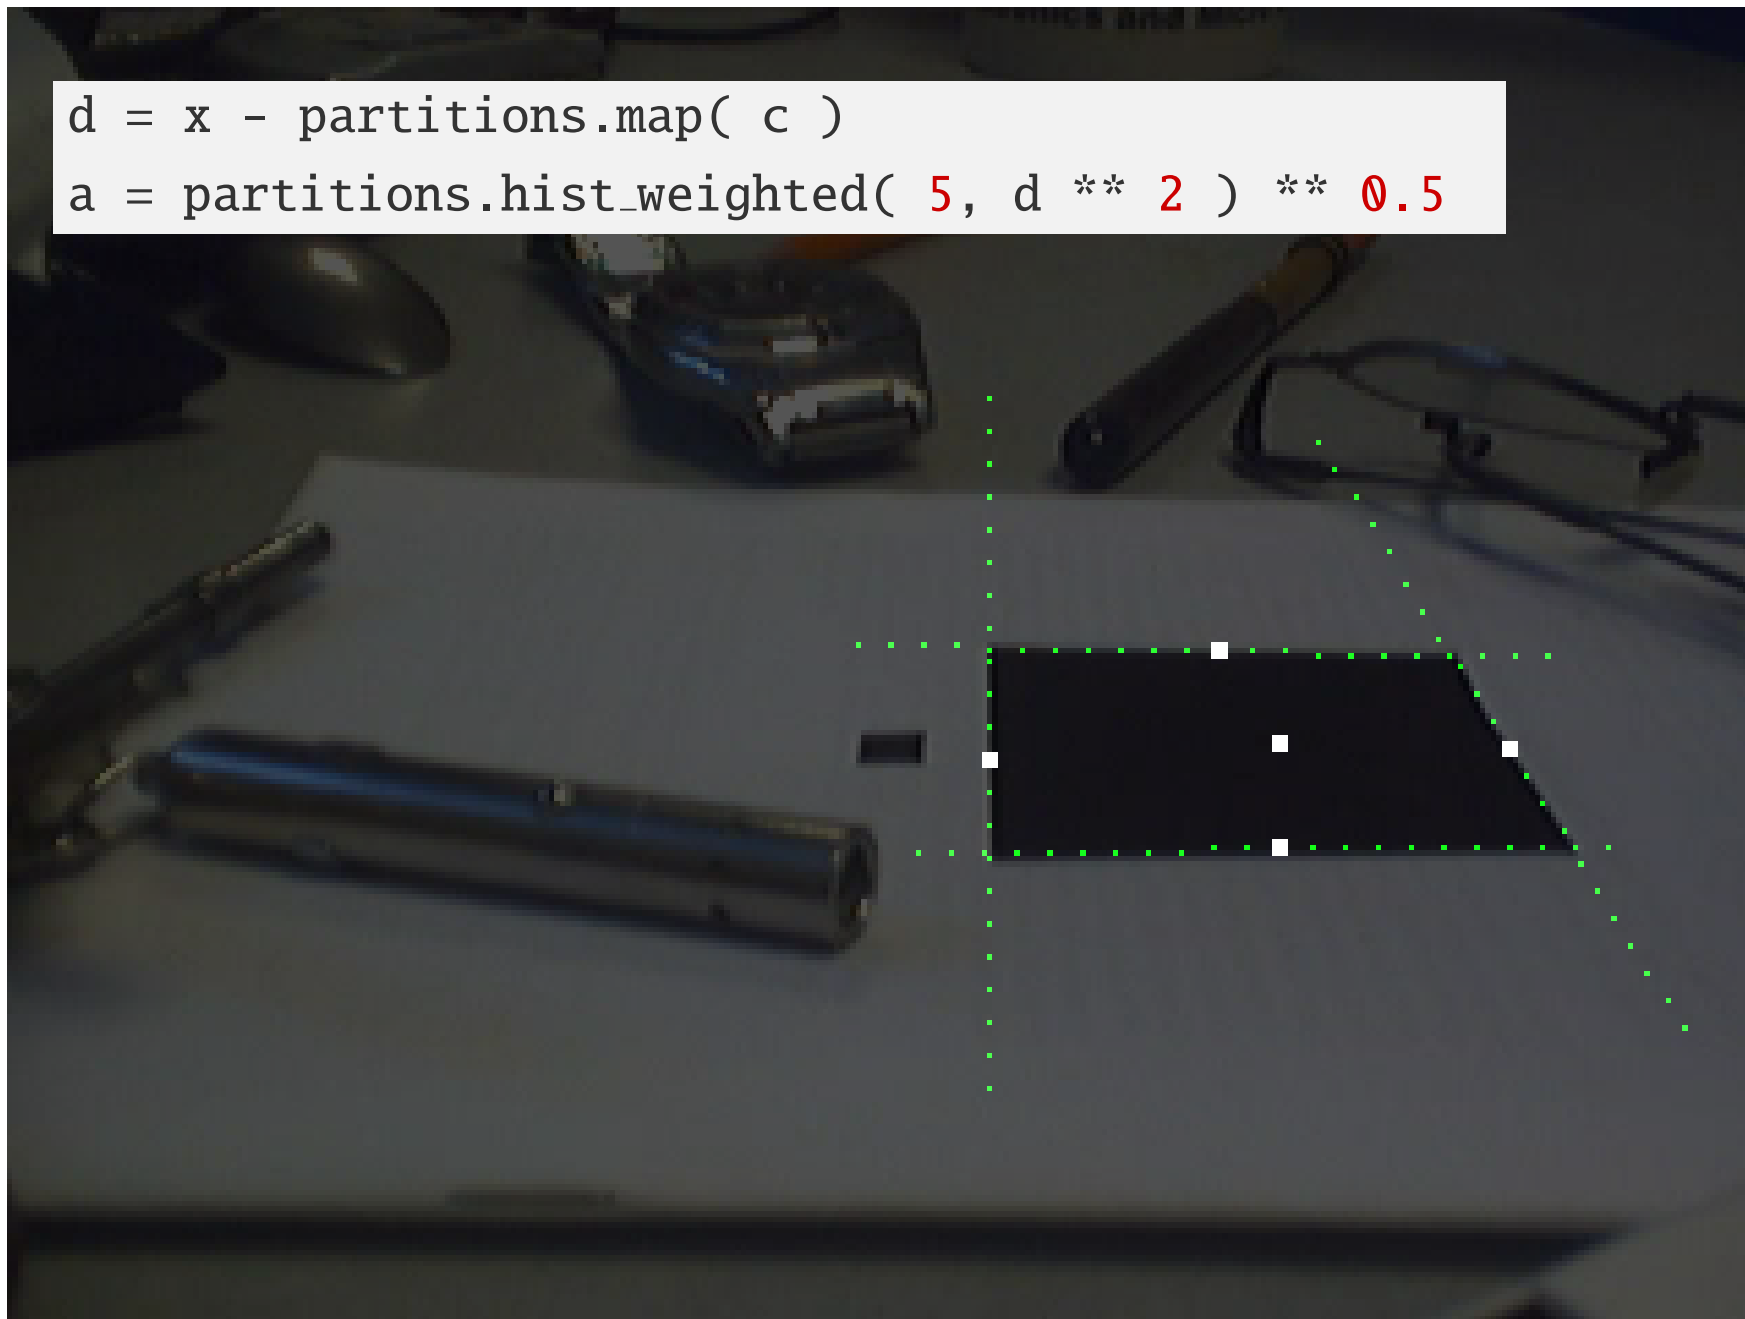 d = x - partitions.map( c )
a = partitions.hist_weighted( 5, d ** 2 ) ** 0.5